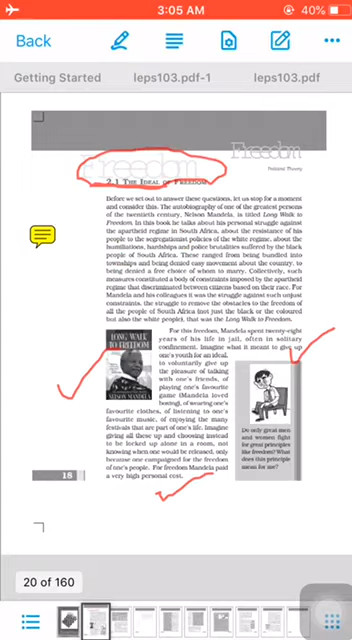 3:05 AM
40%
Back
Getting Started
leps103.pdf-1
leps103.pdf
Freedom
Freedom
Political Theory
2.1 THE IDEAL OF FREEDOM
Before we set out to answer these questions, let us stop for a moment
and consider this. The autobiography of one of the greatest persons
of the twentieth century, Nelson Mandela, is titled Long Walk to
Freedom. In this book he talks about his personal struggle against
the apartheid regime in South Africa, about the resistance of his
people to the segregationist policies of the white regime, about the
humiliations, hardships and police brutalities suffered by the black
people of South Africa. These ranged from being bundled into
townships and being denied easy movement about the country, to
being denied a free choice of whom to marry. Collectively, such
measures constituted a body of constraints imposed by the apartheid
regime that discriminated between citizens based on their race. For
Mandela and his colleagues it was the struggle against such unjust
constraints, the struggle to remove the obstacles to the freedom of
all the people of South Africa (not just the black or the coloured
but also the white people), that was the Long Walk to Freedom.
For this freedom, Mandela spent twenty-eight
years of his life in jail, often in solitary
confinement. Imagine what it meant to give up
one's youth for an ideal,
to voluntarily give up
the pleasure of talking
with one's friends, of
playing one's favourite
game (Mandela loved
boxing), of wearing one's
favourite clothes, of listening to one's
favourite music, of enjoying the many
festivals that are part of one's life. Imagine
giving all these up and choosing instead
to be locked up alone in a room, not
knowing when one would be released, only
because one campaigned for the freedom
of one's people. For freedom Mandela paid
a very high personal cost.
LONG WALK
TO FREEDOM
NELSON MANDELA
Do only great men
and women fight
for great principles
like freedom? What
does this principle
mean for me?
18
20 of 160